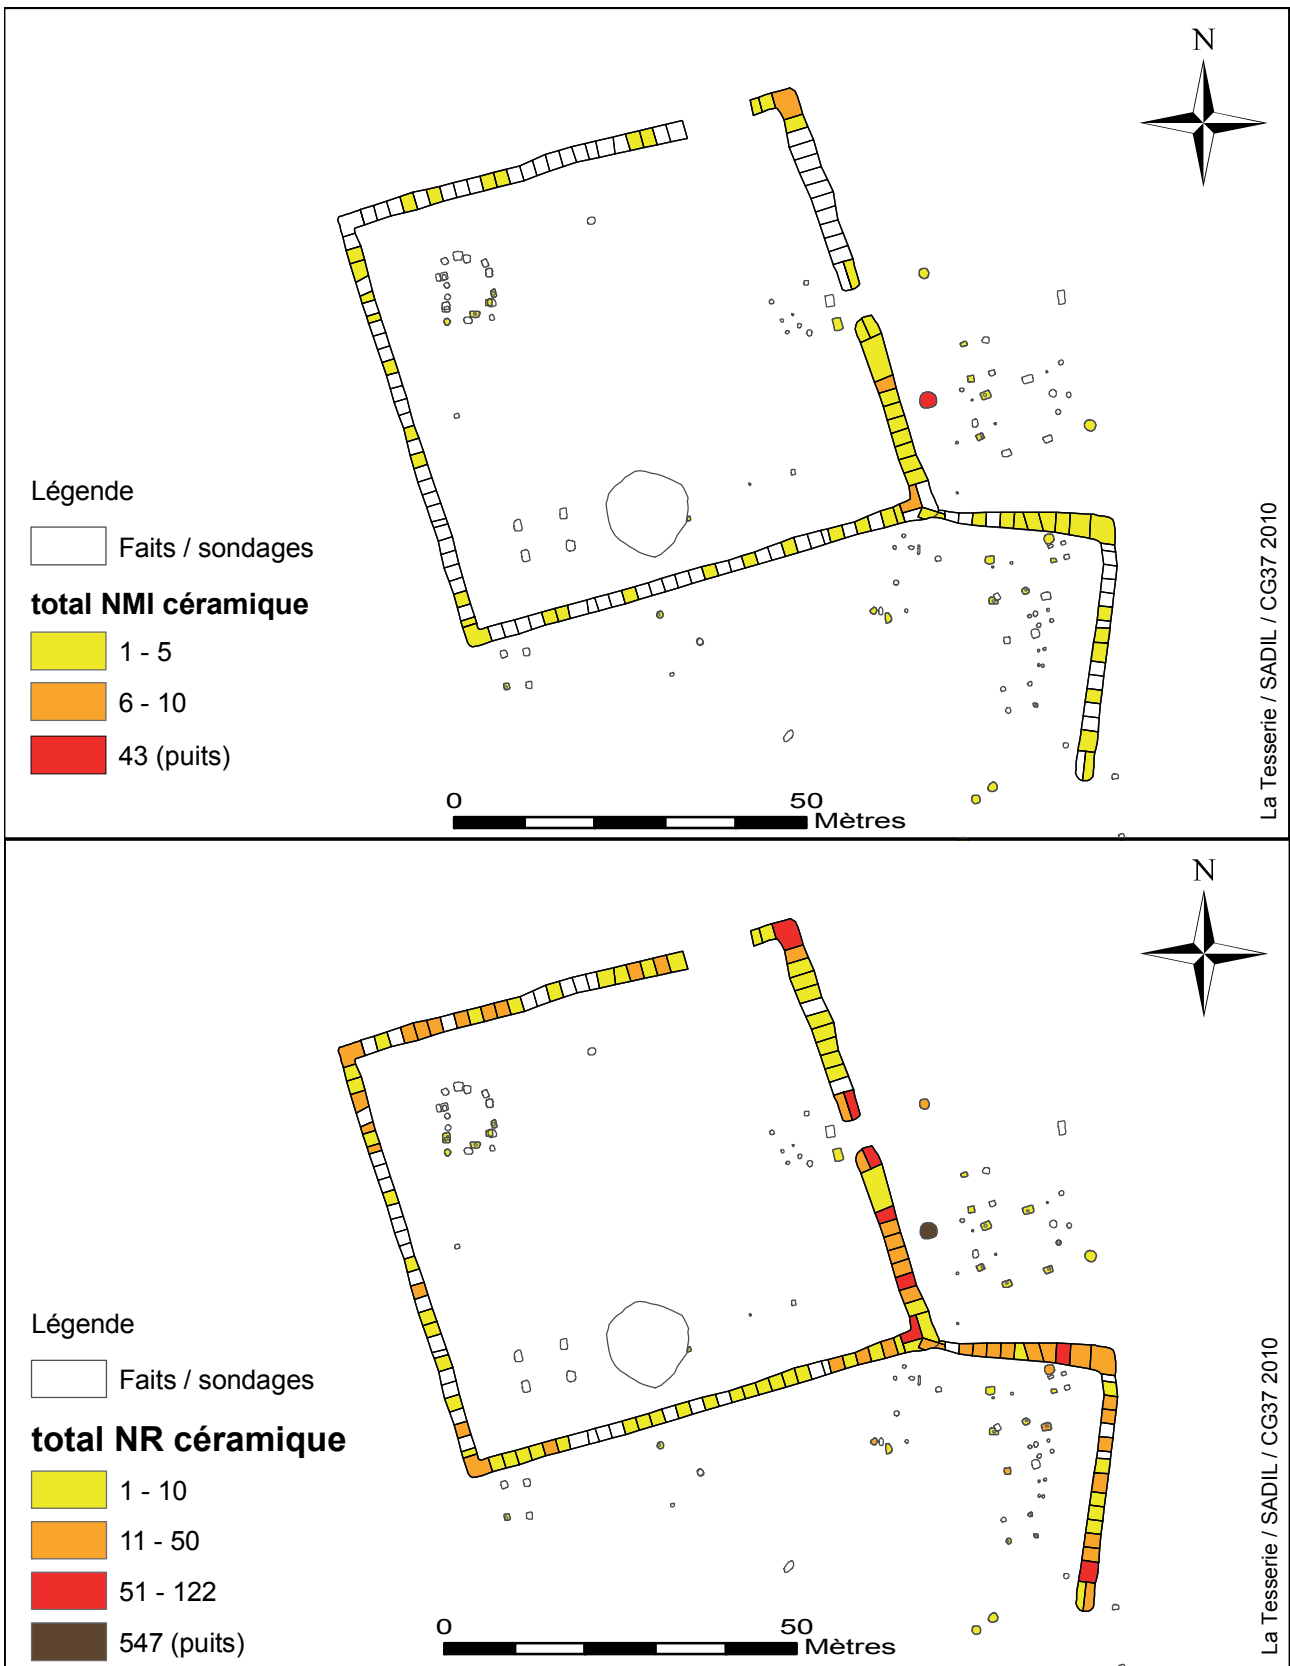 N
Légende
Faits / sondages
total NMI céramique
1 - 5
6 - 10
43 (puits)
0 50
Mètres
La Tesserie / SADIL / CG37 2010
N
Légende
Faits / sondages
total NR céramique
1 - 10
11 - 50
51 - 122
547 (puits)
0 50
Mètres
La Tesserie / SADIL / CG37 2010